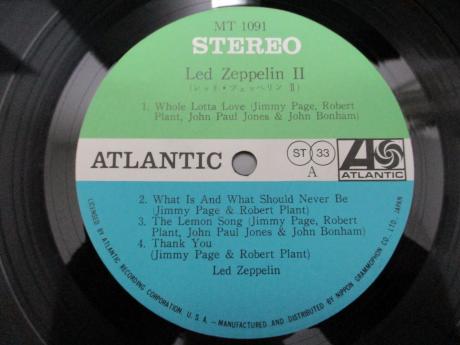 MT 1091
STEREO
Led Zeppelin II
(レッド・ツェッペリン II)
1. Whole Lotta Love (Jimmy Page, Robert
Plant, John Paul Jones & John Bonham)
ATLANTIC
ST 33
A
ATLANTIC
2. What Is And What Should Never Be
(Jimmy Page & Robert Plant)
3. The Lemon Song (Jimmy Page, Robert
Plant, John Paul Jones & John Bonham)
4. Thank You
(Jimmy Page & Robert Plant)
Led Zeppelin
LICENSED BY ATLANTIC RECORDING CORPORATION U.S.A. — MANUFACTURED AND DISTRIBUTED BY NIPPON GRAMMOPHON CO., LTD., JAPAN